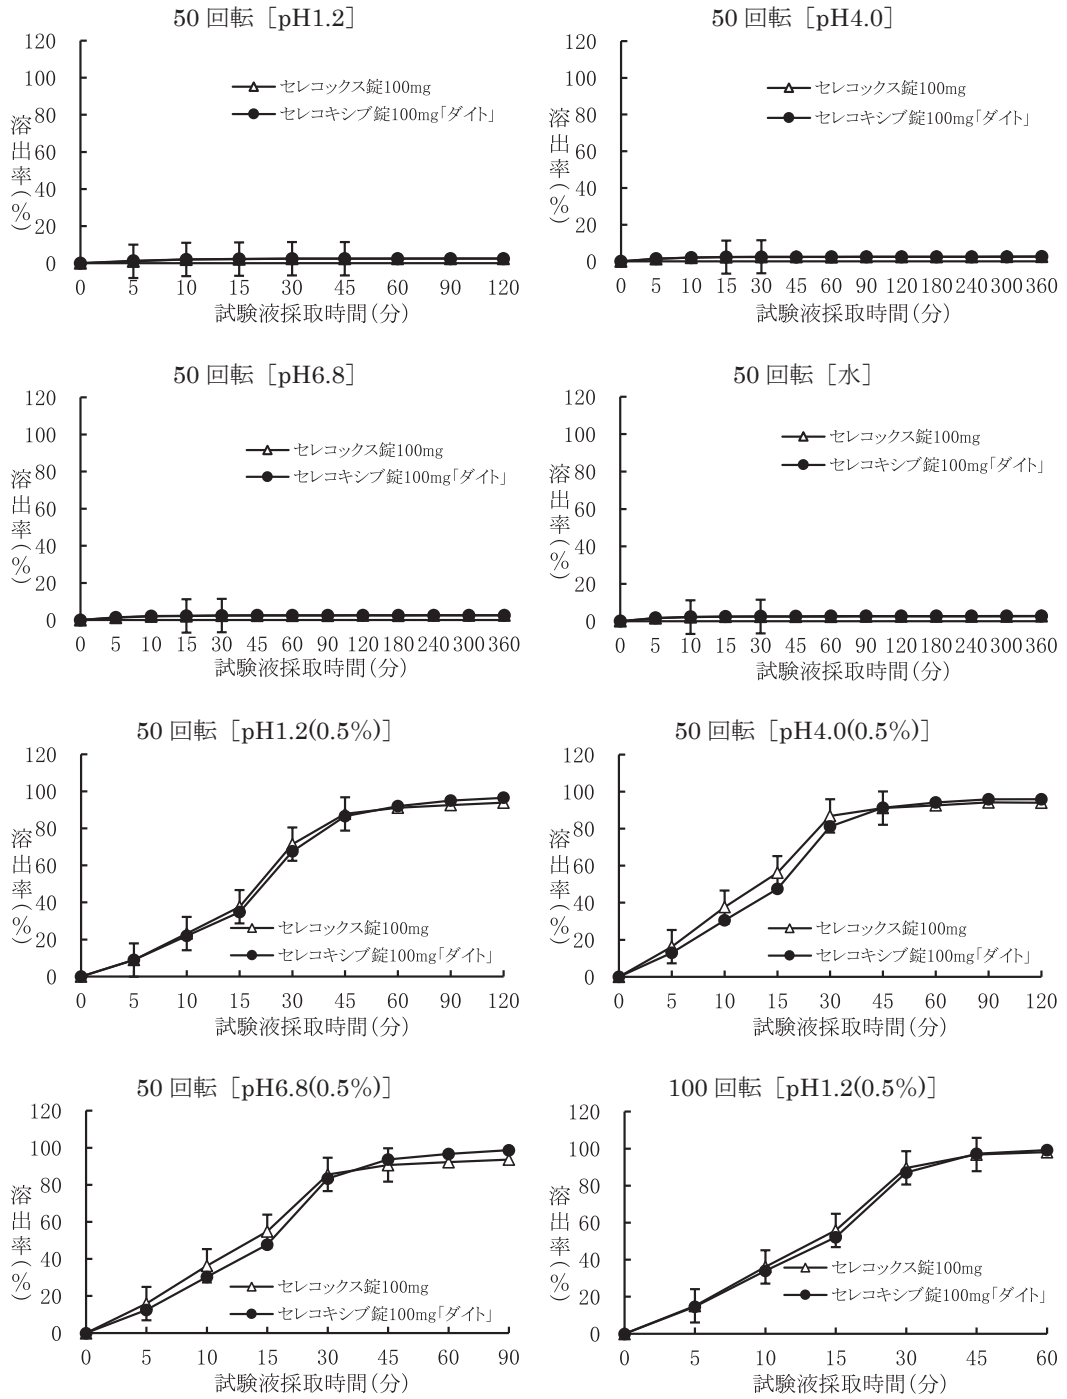 50 回転［pH1.2］
120
100
80
60
40
20
0
溶出率(%)
セレコックス錠100mg
セレコキシブ錠100mg「ダイト」
0 5 10 15 30 45 60 90 120
試験液採取時間(分)
50 回転［pH4.0］
120
100
80
60
40
20
0
溶出率(%)
セレコックス錠100mg
セレコキシブ錠100mg「ダイト」
0 5 10 15 30 45 60 90 120 180 240 300 360
試験液採取時間(分)
50 回転［pH6.8］
120
100
80
60
40
20
0
溶出率(%)
セレコックス錠100mg
セレコキシブ錠100mg「ダイト」
0 5 10 15 30 45 60 90 120 180 240 300 360
試験液採取時間(分)
50 回転［水］
120
100
80
60
40
20
0
溶出率(%)
セレコックス錠100mg
セレコキシブ錠100mg「ダイト」
0 5 10 15 30 45 60 90 120 180 240 300 360
試験液採取時間(分)
50 回転［pH1.2(0.5%)］
120
100
80
60
40
20
0
溶出率(%)
セレコックス錠100mg
セレコキシブ錠100mg「ダイト」
0 5 10 15 30 45 60 90 120
試験液採取時間(分)
50 回転［pH4.0(0.5%)］
120
100
80
60
40
20
0
溶出率(%)
セレコックス錠100mg
セレコキシブ錠100mg「ダイト」
0 5 10 15 30 45 60 90 120
試験液採取時間(分)
50 回転［pH6.8(0.5%)］
120
100
80
60
40
20
0
溶出率(%)
セレコックス錠100mg
セレコキシブ錠100mg「ダイト」
0 5 10 15 30 45 60 90
試験液採取時間(分)
100 回転［pH1.2(0.5%)］
120
100
80
60
40
20
0
溶出率(%)
セレコックス錠100mg
セレコキシブ錠100mg「ダイト」
0 5 10 15 30 45 60
試験液採取時間(分)